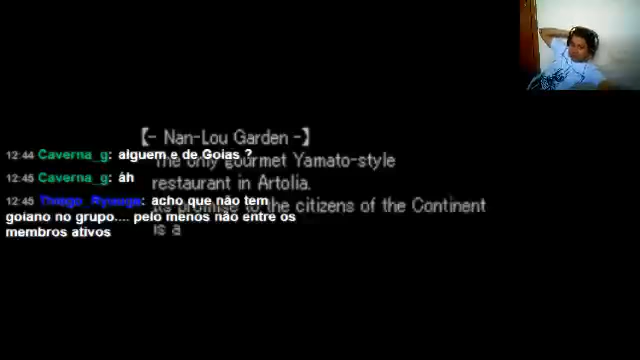 【- Nan-Lou Garden -】
12:44 Caverna_g: alguem e de Goias ?
The only gourmet Yamato-style
12:45 Caverna_g: âh
restaurant in Artolia.
12:45 acho que não tem
Its promise to the citizens of the Continent
goiano no grupo.... pelo menos não entre os
is a
membros ativos